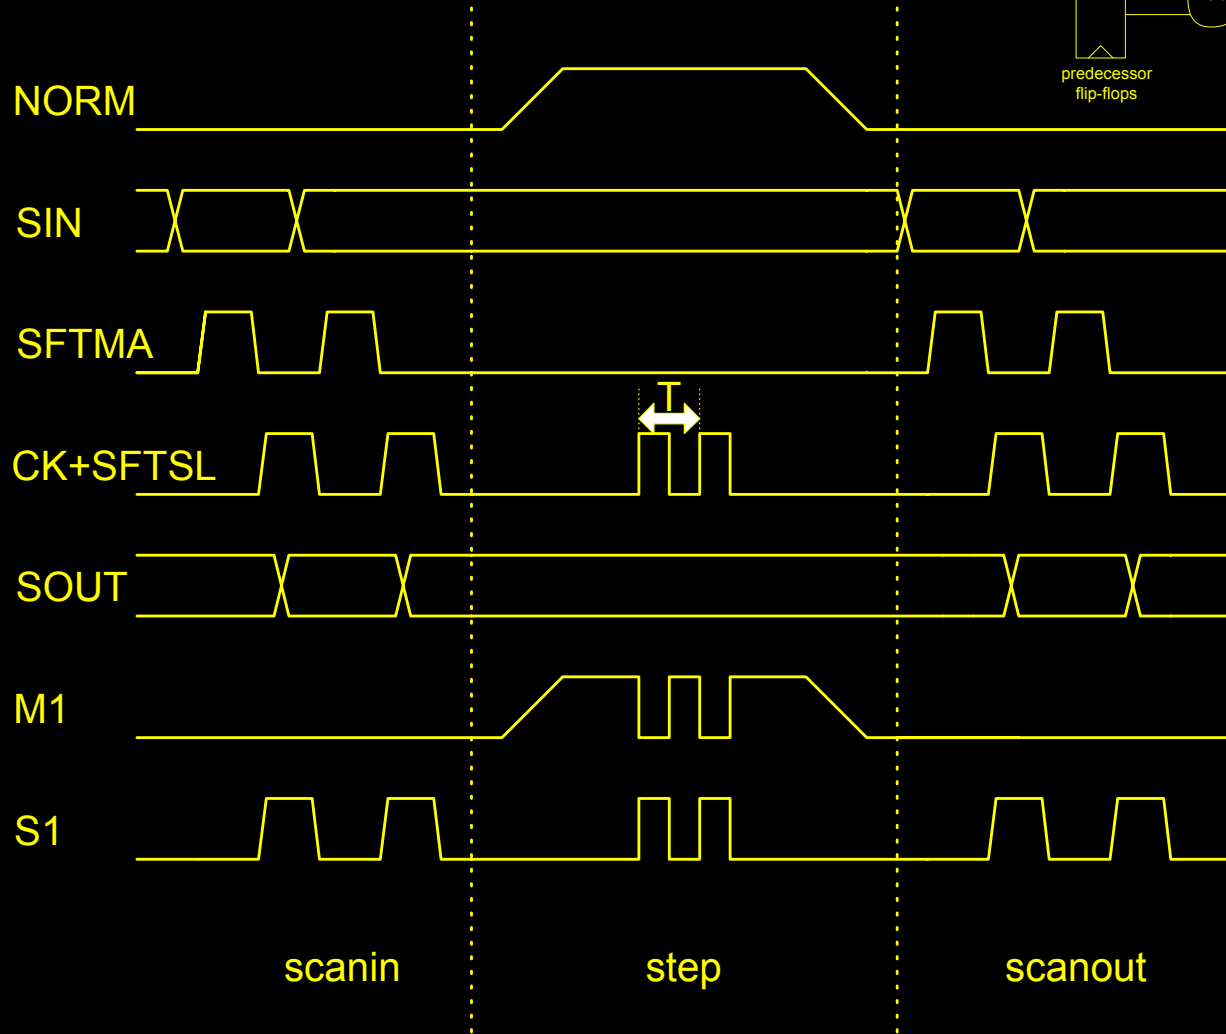 predecessor
flip-flops
NORM
SIN
SFTMA
T
CK+SFTSL
SOUT
M1
S1
scanin step scanout